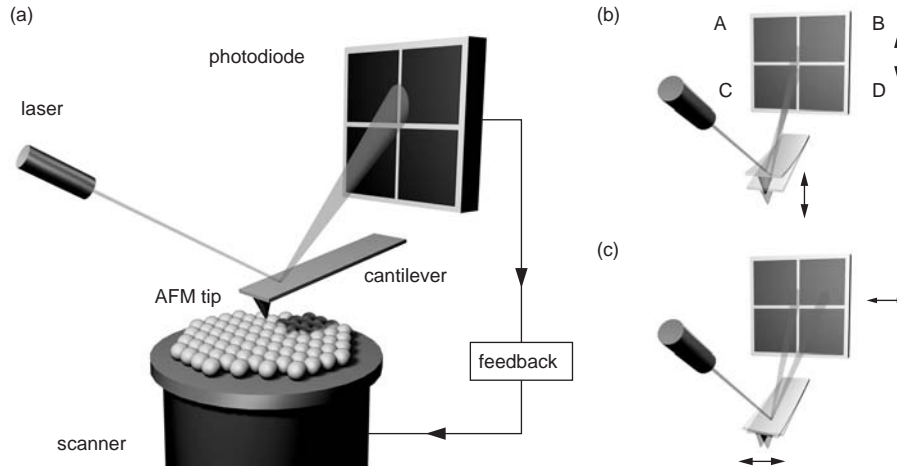 (a)
photodiode
laser
cantilever
AFM tip
feedback
scanner
(b)
A
B
C
D
(c)